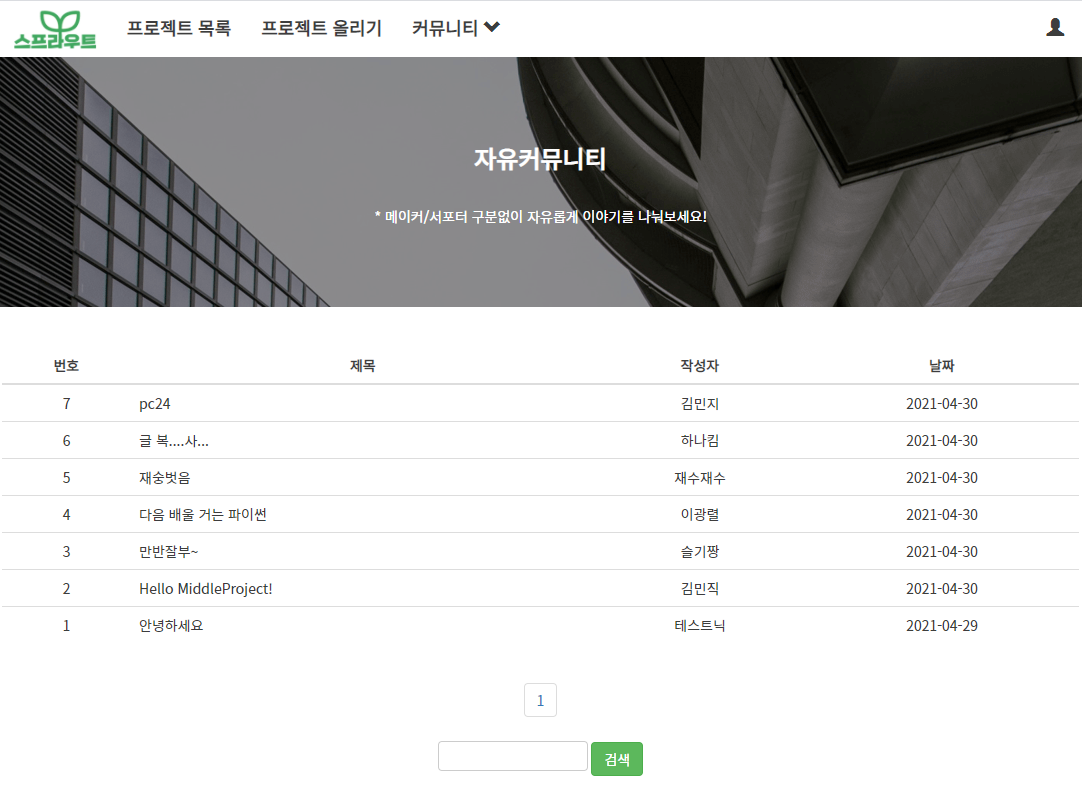 스프라우트 프로젝트 목록 프로젝트 올리기 커뮤니티
자유커뮤니티
* 메이커/서포터 구분없이 자유롭게 이야기를 나눠보세요!
번호 제목 작성자 날짜
7 pc24 김민지 2021-04-30
6 글 복....사... 하나킴 2021-04-30
5 재숭벗음 재수재수 2021-04-30
4 다음 배울 거는 파이썬 이광렬 2021-04-30
3 만반잘부~ 슬기짱 2021-04-30
2 Hello MiddleProject! 김민직 2021-04-30
1 안녕하세요 테스트닉 2021-04-29
1
검색